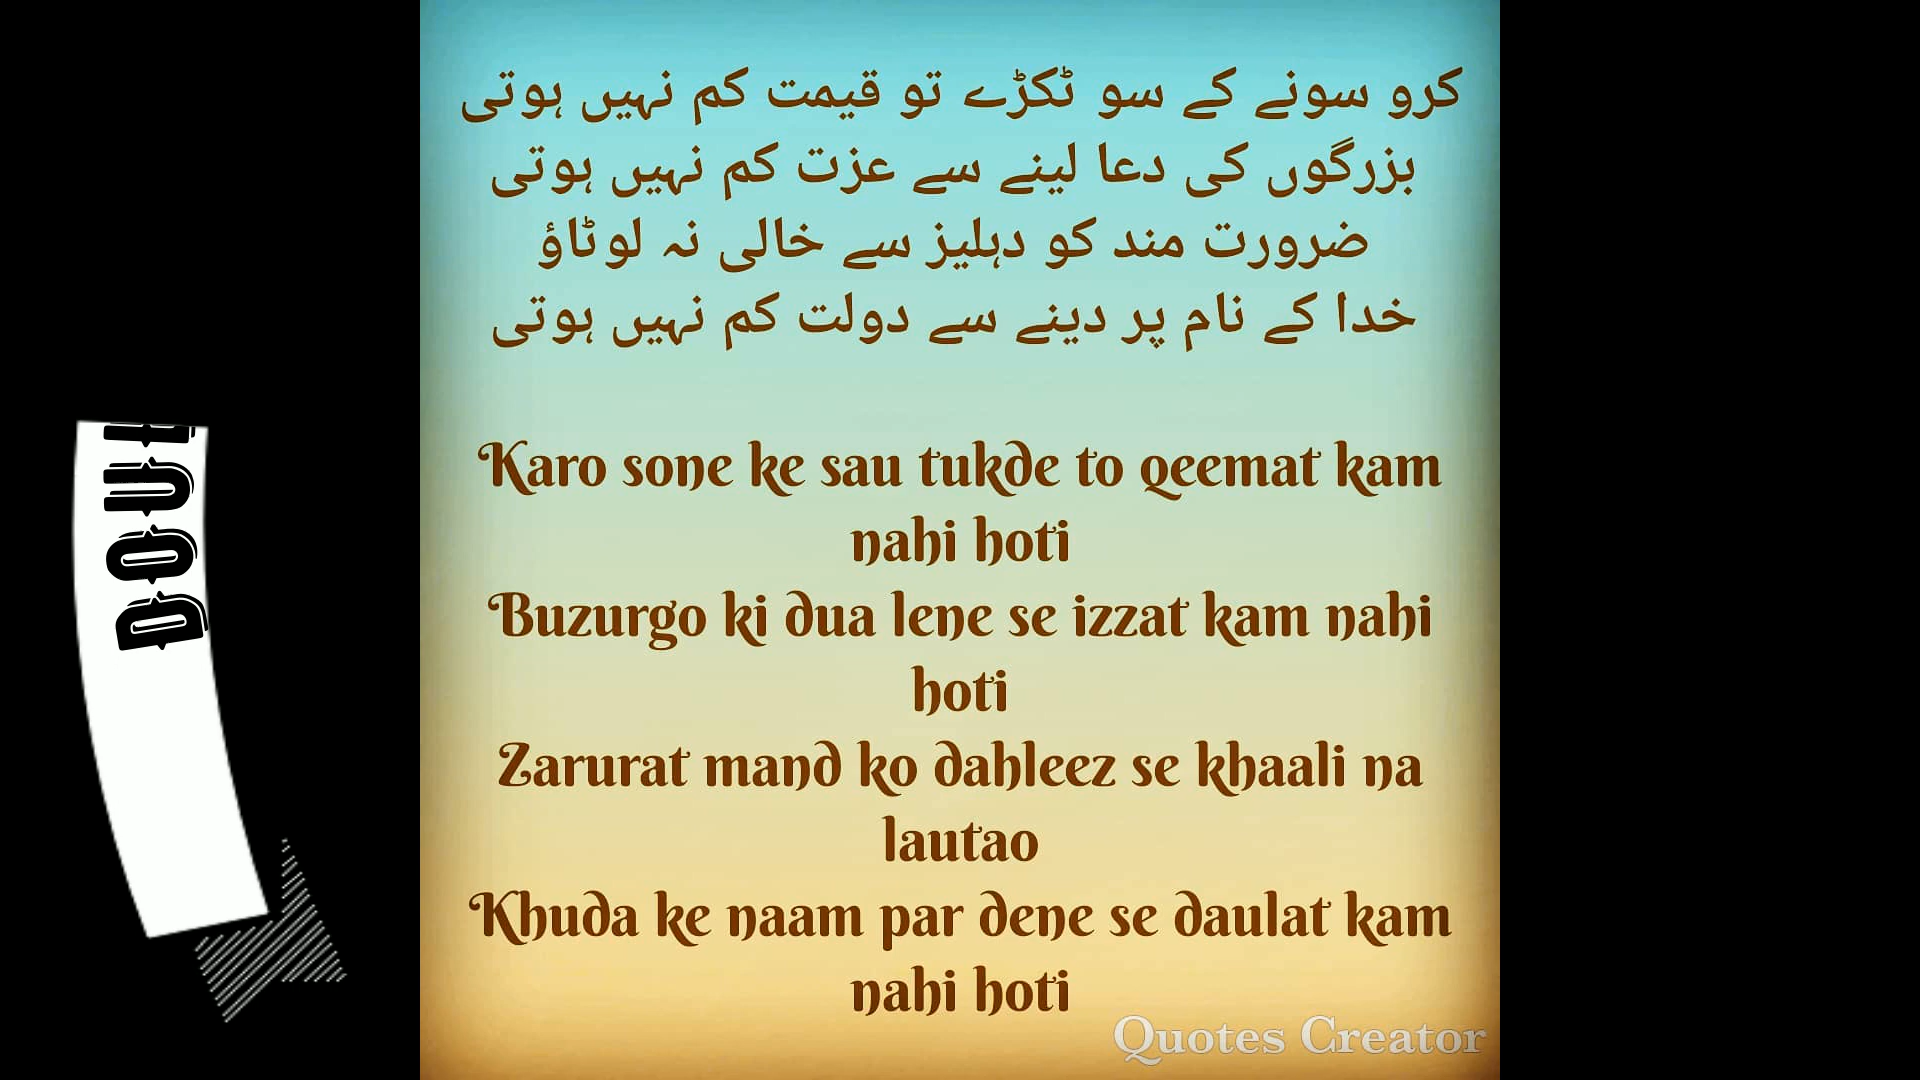 کرو سونے کے سو ٹکڑے تو قیمت کم نہیں ہوتی
بزرگوں کی دعا لینے سے عزت کم نہیں ہوتی
ضرورت مند کو دہلیز سے خالی نہ لوٹاؤ
خدا کے نام پر دینے سے دولت کم نہیں ہوتی
Karo sone ke sau tukde to qeemat kam
nahi hoti
Buzurgo ki dua lene se izzat kam nahi
hoti
Zarurat mand ko dahleez se khaali na
lautao
Khuda ke naam par dene se daulat kam
nahi hoti
Quotes Creator